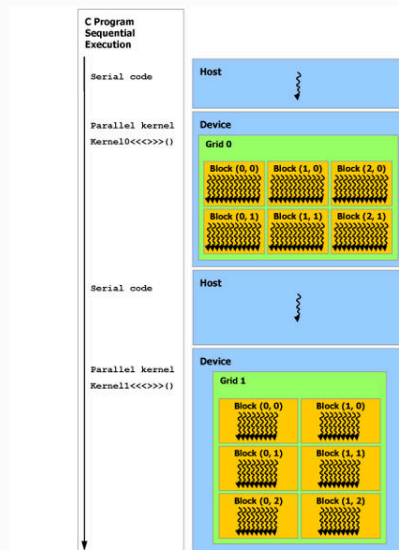 C Program
Sequential
Execution
Serial code
Host
Parallel kernel
Kernel0<<<>>>()
Device
Grid 0
Block (0, 0) Block (1, 0) Block (2, 0)
Block (0, 1) Block (1, 1) Block (2, 1)
Serial code
Host
Parallel kernel
Kernel1<<<>>>()
Device
Grid 1
Block (0, 0) Block (1, 0)
Block (0, 1) Block (1, 1)
Block (0, 2) Block (1, 2)